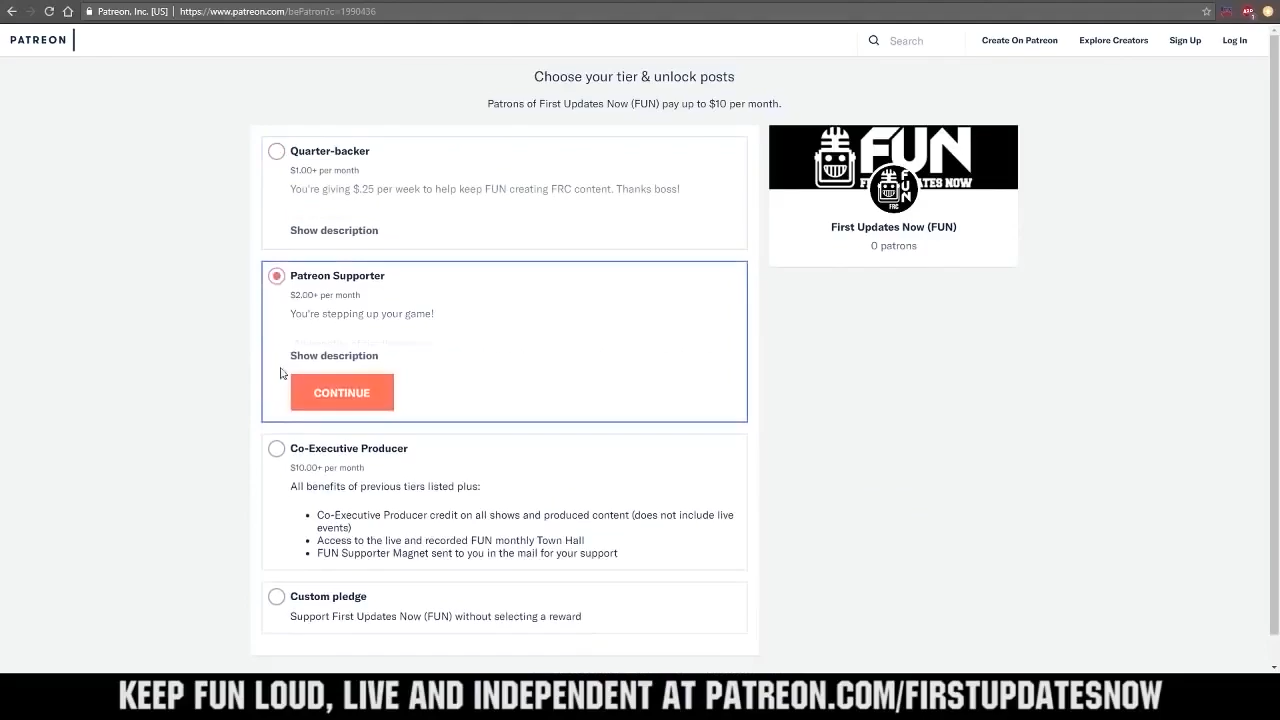 Patreon, Inc. [US] | https://www.patreon.com/bePatron?c=1990436
PATREON
Search
Create On Patreon
Explore Creators
Sign Up
Log In
Choose your tier & unlock posts
Patrons of First Updates Now (FUN) pay up to $10 per month.
Quarter-backer
$1.00+ per month
You're giving $.25 per week to help keep FUN creating FRC content. Thanks boss!
Show description
Patreon Supporter
$2.00+ per month
You're stepping up your game!
Show description
CONTINUE
Co-Executive Producer
$10.00+ per month
All benefits of previous tiers listed plus:
• Co-Executive Producer credit on all shows and produced content (does not include live
events)
• Access to the live and recorded FUN monthly Town Hall
• FUN Supporter Magnet sent to you in the mail for your support
Custom pledge
Support First Updates Now (FUN) without selecting a reward
FUN
FUN
FRC
First Updates Now (FUN)
0 patrons
KEEP FUN LOUD, LIVE AND INDEPENDENT AT PATREON.COM/FIRSTUPDATESNOW